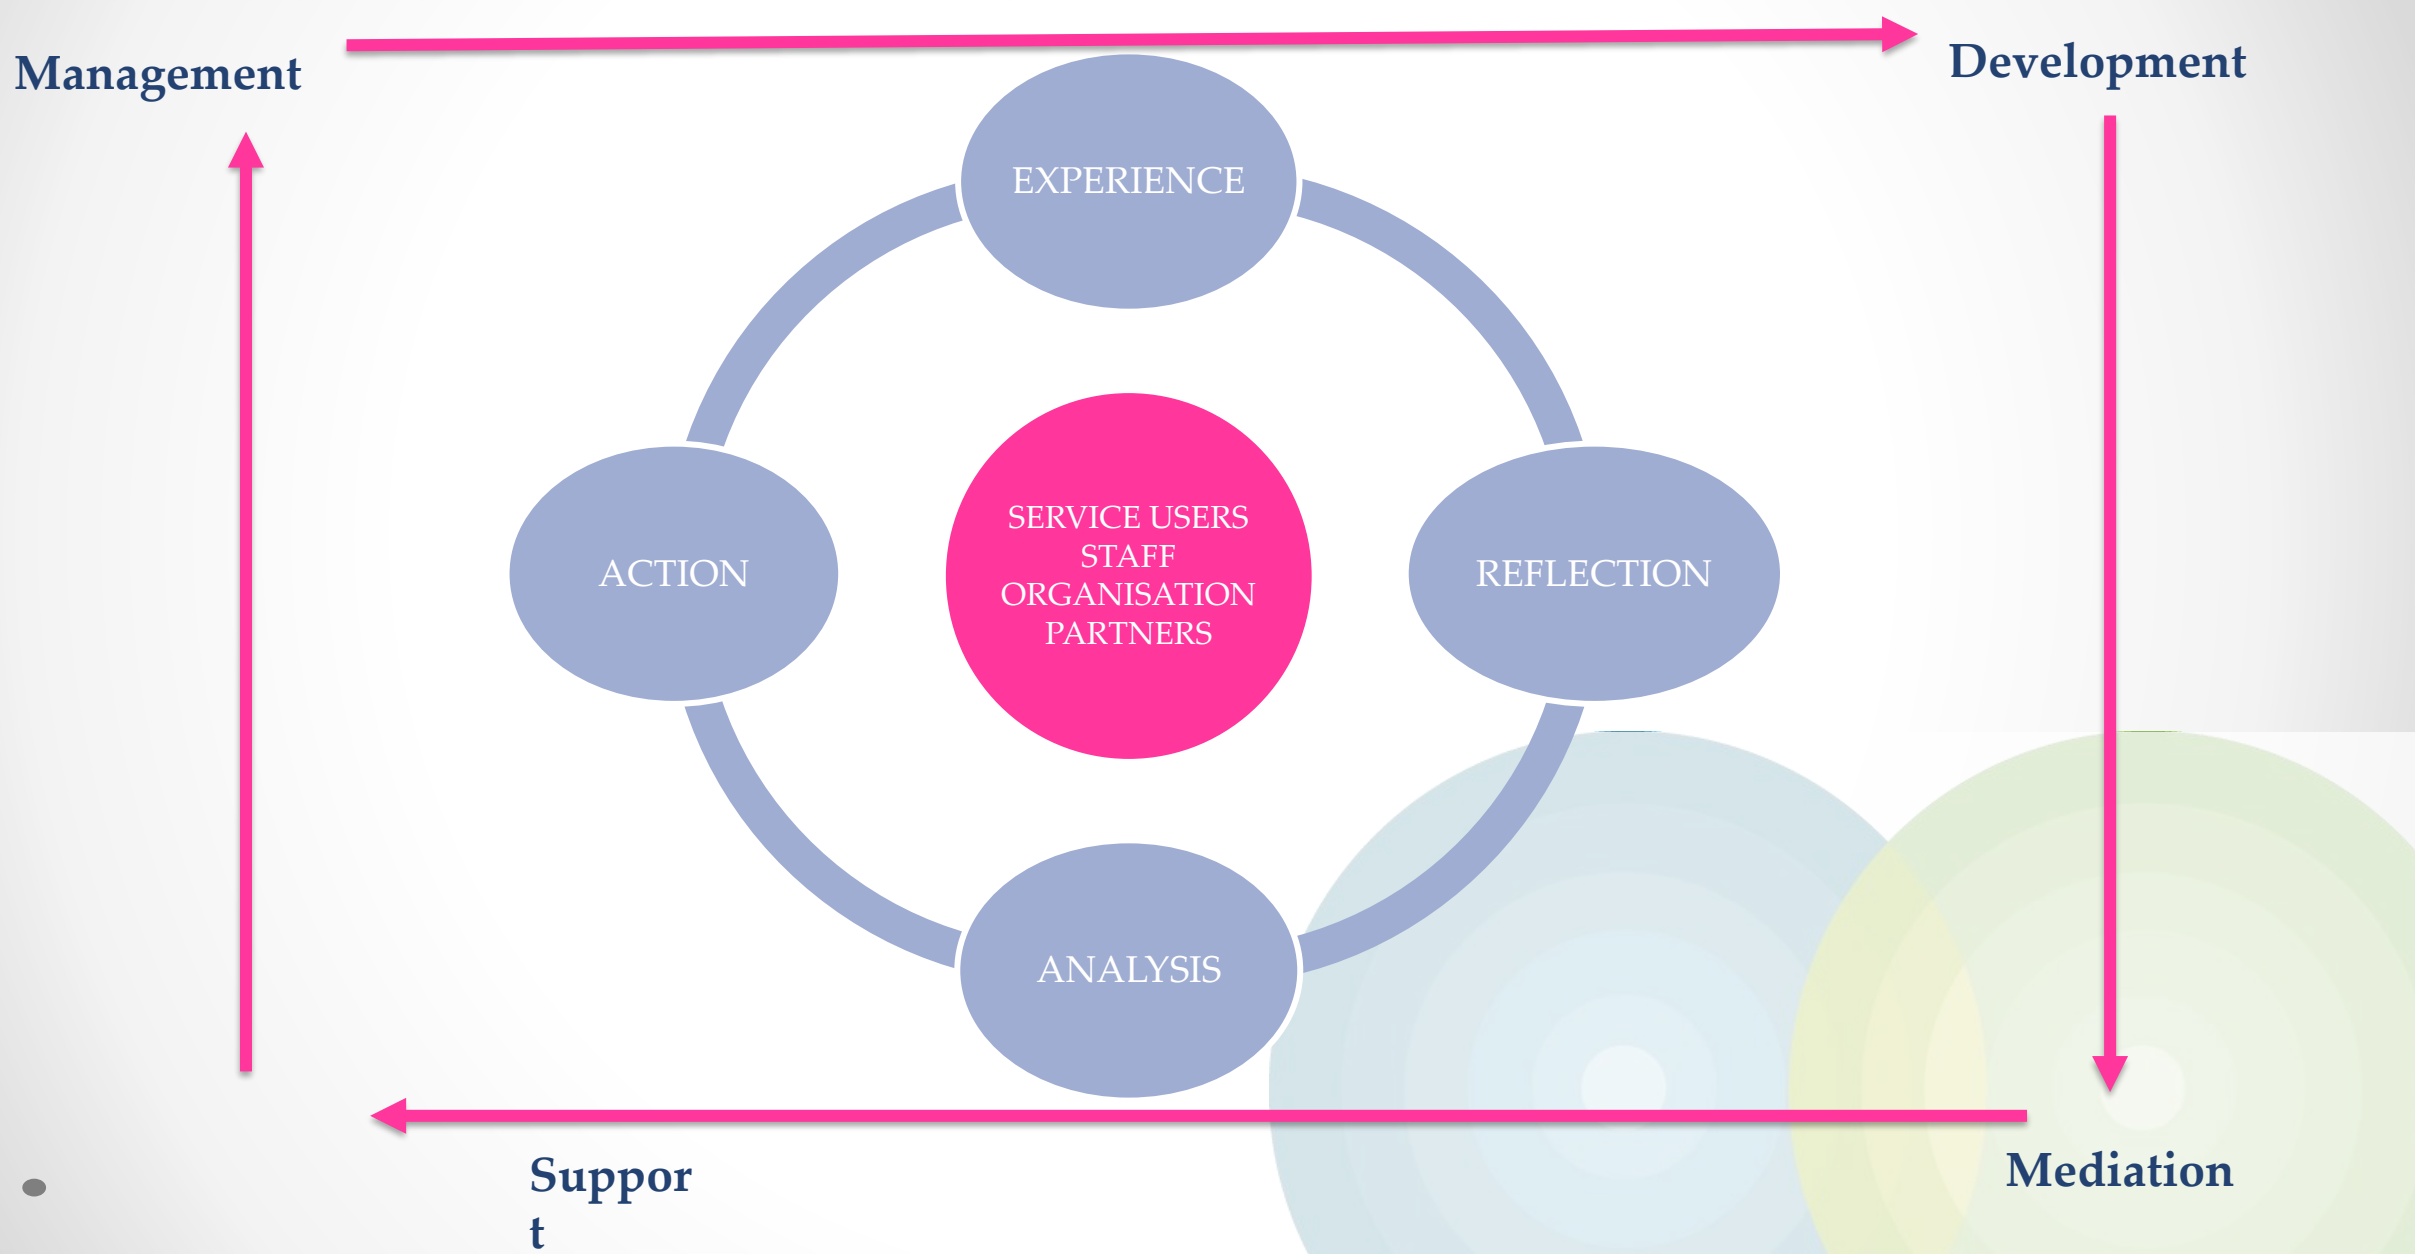 Management
Development
EXPERIENCE
SERVICE USERS
STAFF
ORGANISATION
PARTNERS
ACTION
REFLECTION
ANALYSIS
Suppor
t
Mediation